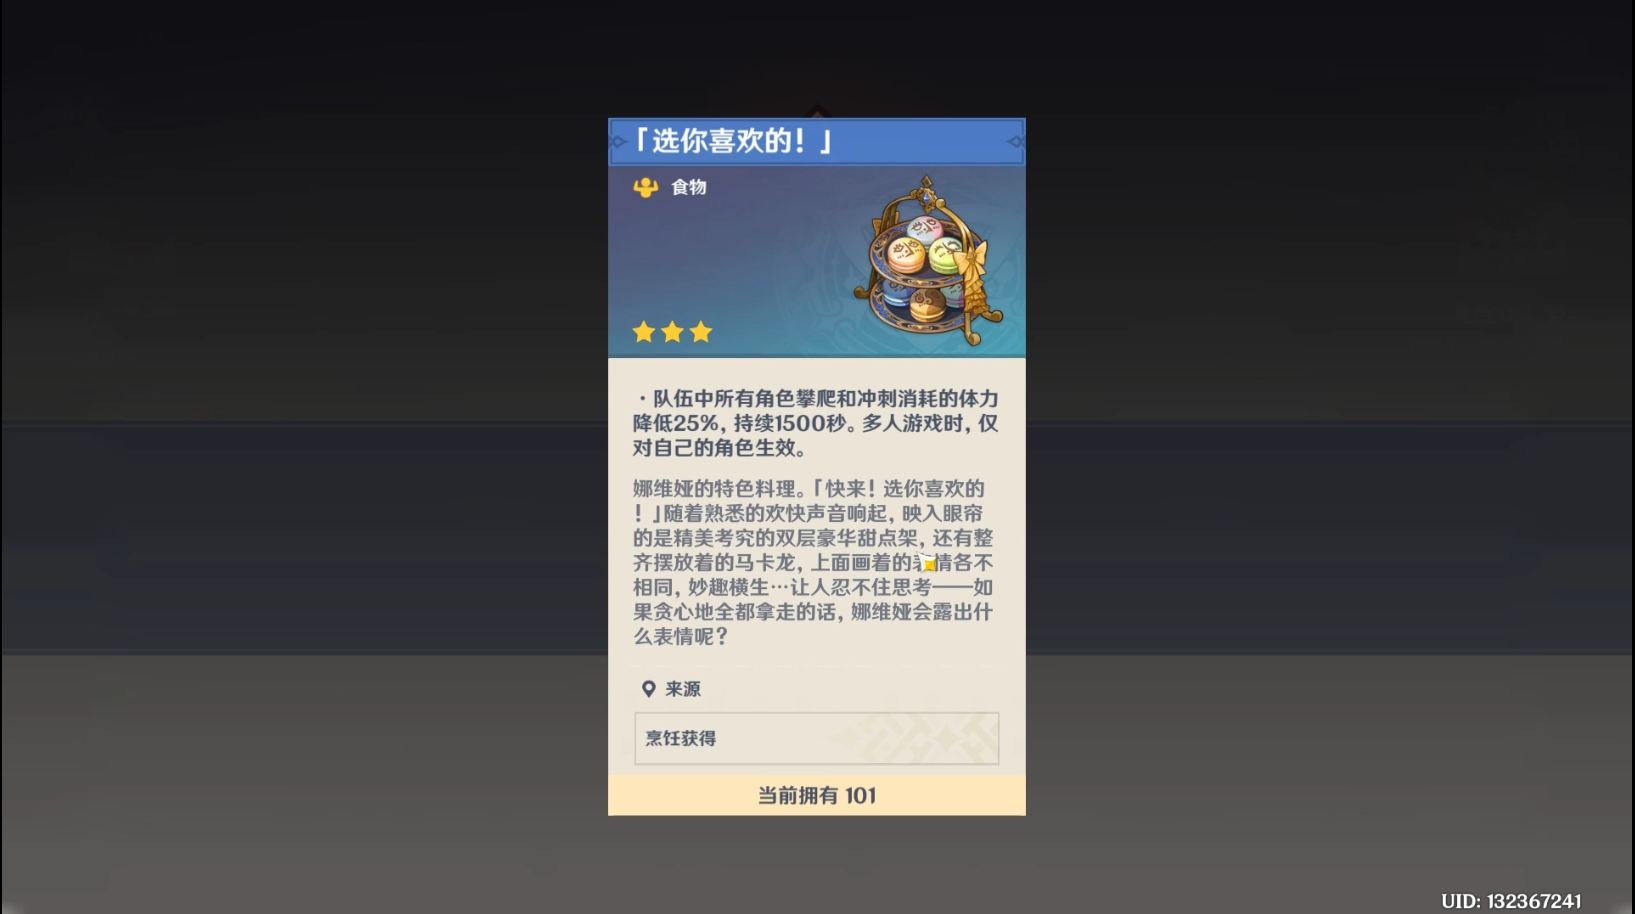 「选你喜欢的！」
食物
·队伍中所有角色攀爬和冲刺消耗的体力
降低25%，持续1500秒。多人游戏时，仅
对自己的角色生效。
娜维娅的特色料理。「快来！选你喜欢的
！」随着熟悉的欢快声音响起，映入眼帘
的是精美考究的双层豪华甜点架，还有整
齐摆放着的马卡龙，上面画着的表情各不
相同，妙趣横生…让人忍不住思考——如
果贪心地全都拿走的话，娜维娅会露出什
么表情呢？
来源
烹饪获得
当前拥有 101
UID: 132367241